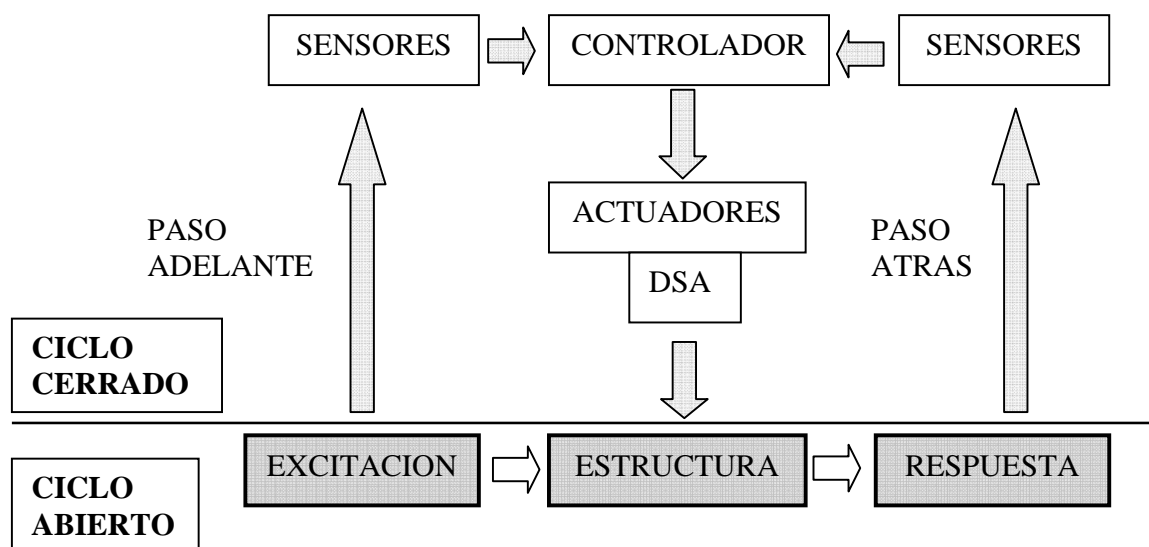 SENSORES
CONTROLADOR
SENSORES
ACTUADORES
DSA
PASO
ADELANTE
PASO
ATRAS
CICLO
CERRADO
EXCITACION
ESTRUCTURA
RESPUESTA
CICLO
ABIERTO